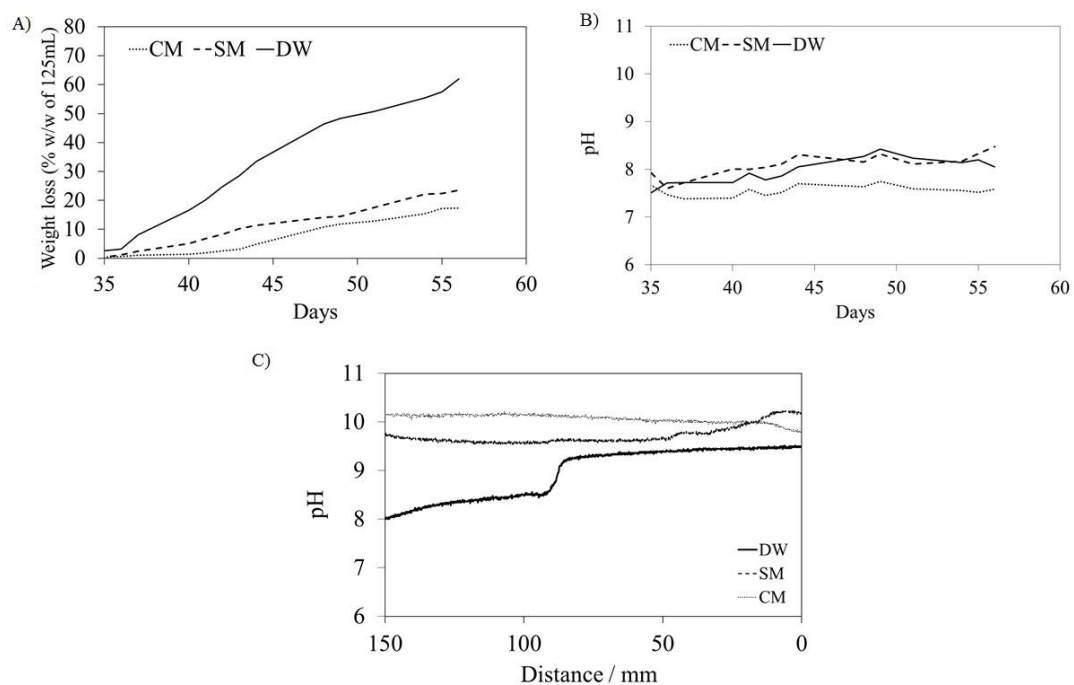 A)
Weight loss (% w/w of 125mL)
80
70
60
50
40
30
20
10
0
CM SM DW
35 40 45 50 55 60
Days
B)
pH
11
10
9
8
7
6
CM SM DW
35 40 45 50 55 60
Days
C)
pH
11
10
9
8
7
6
DW
SM
CM
150 100 50 0
Distance / mm